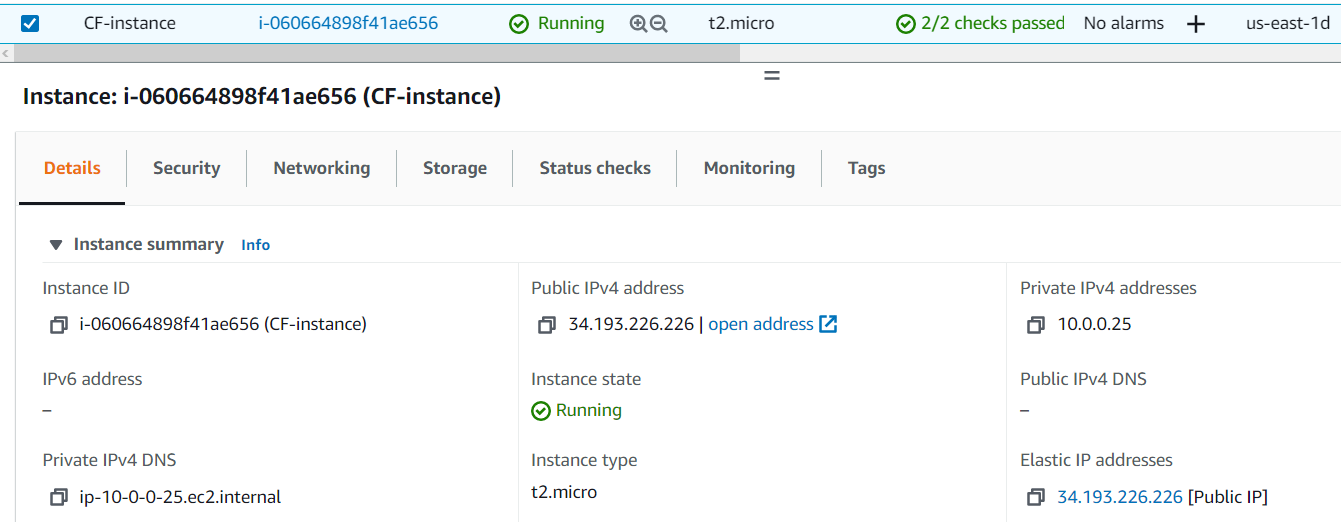 CF-instance i-060664898f41ae656 Running t2.micro 2/2 checks passed No alarms + us-east-1d
Instance: i-060664898f41ae656 (CF-instance)
Details Security Networking Storage Status checks Monitoring Tags
Instance summary Info
Instance ID Public IPv4 address Private IPv4 addresses
i-060664898f41ae656 (CF-instance) 34.193.226.226 | open address 10.0.0.25
IPv6 address Instance state Public IPv4 DNS
– Running –
Private IPv4 DNS Instance type Elastic IP addresses
ip-10-0-0-25.ec2.internal t2.micro 34.193.226.226 [Public IP]